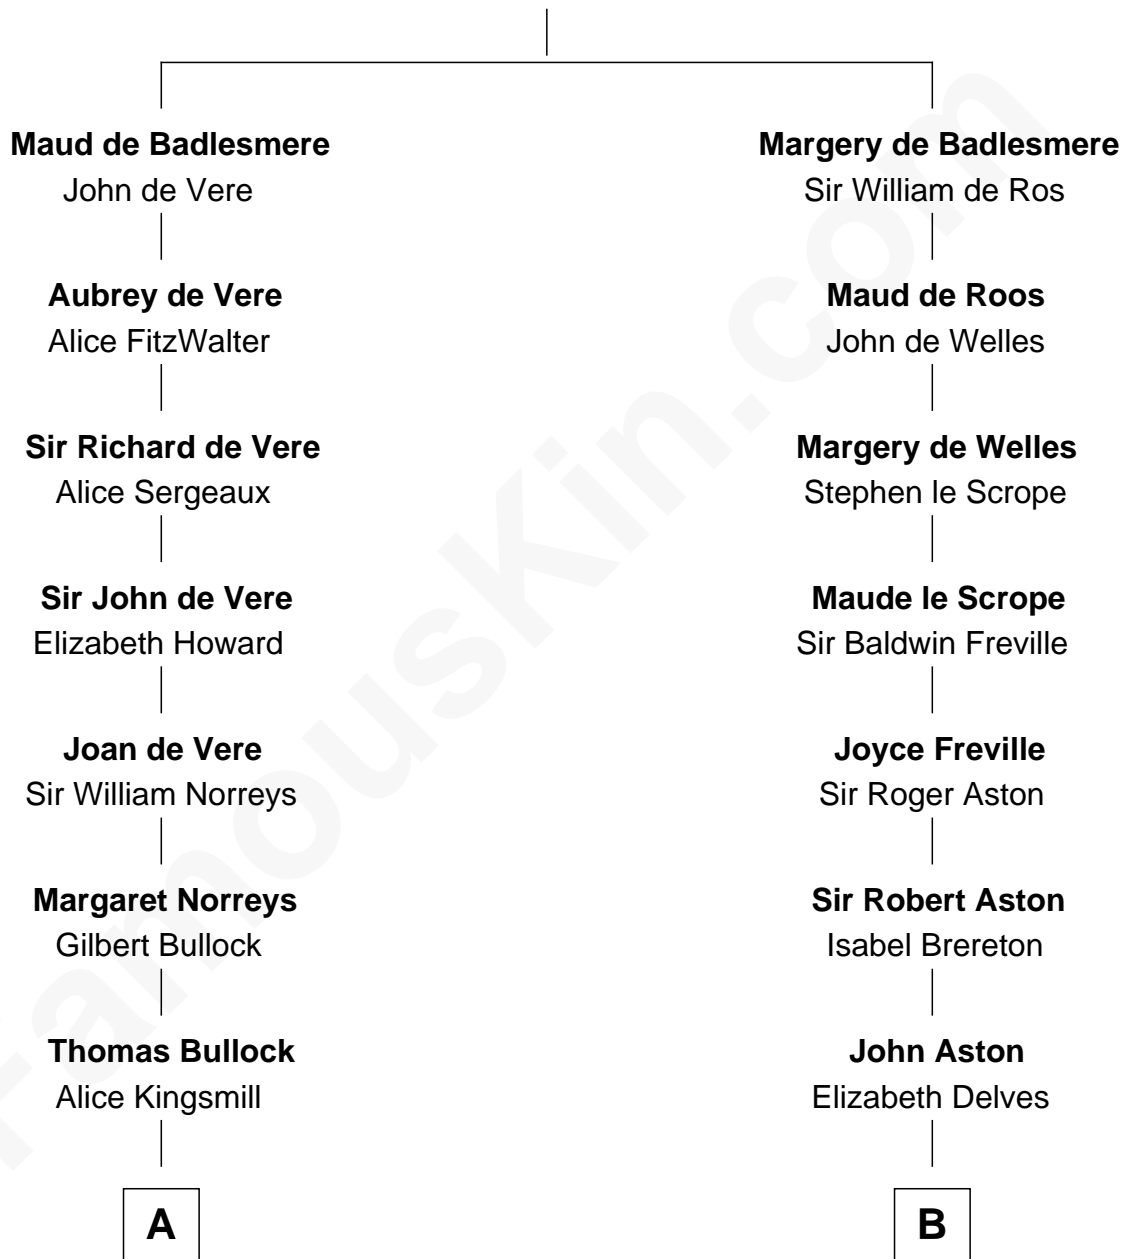 Maud de Badlesmere
John de Vere
Margery de Badlesmere
Sir William de Ros
Aubrey de Vere
Alice FitzWalter
Maud de Roos
John de Welles
Sir Richard de Vere
Alice Sergeaux
Margery de Welles
Stephen le Scrope
Sir John de Vere
Elizabeth Howard
Maude le Scrope
Sir Baldwin Freville
Joan de Vere
Sir William Norreys
Joyce Freville
Sir Roger Aston
Margaret Norreys
Gilbert Bullock
Sir Robert Aston
Isabel Brereton
Thomas Bullock
Alice Kingsmill
John Aston
Elizabeth Delves
A
B
FamousKin.com